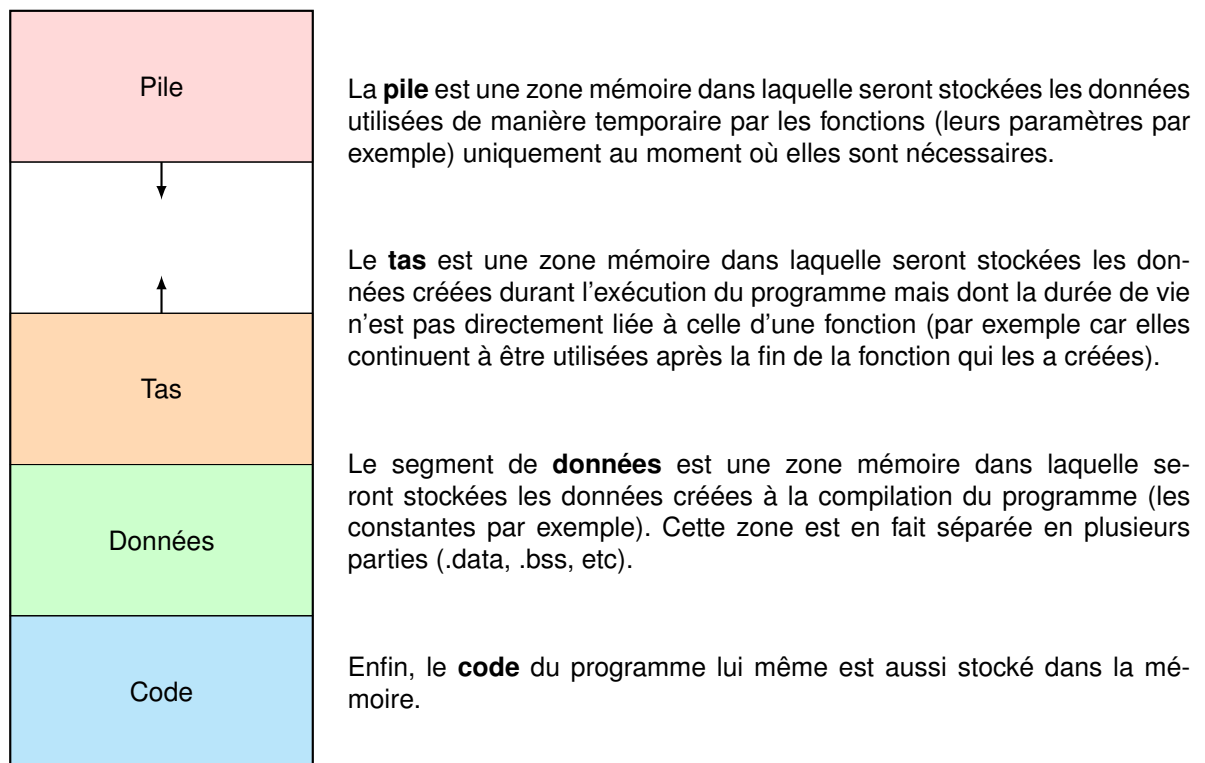 Pile
La pile est une zone mémoire dans laquelle seront stockées les données
utilisées de manière temporaire par les fonctions (leurs paramètres par
exemple) uniquement au moment où elles sont nécessaires.
Le tas est une zone mémoire dans laquelle seront stockées les don-
nées créées durant l'exécution du programme mais dont la durée de vie
n'est pas directement liée à celle d'une fonction (par exemple car elles
continuent à être utilisées après la fin de la fonction qui les a créées).
Tas
Le segment de données est une zone mémoire dans laquelle se-
ront stockées les données créées à la compilation du programme (les
constantes par exemple). Cette zone est en fait séparée en plusieurs
parties (.data, .bss, etc).
Données
Enfin, le code du programme lui même est aussi stocké dans la mé-
moire.
Code